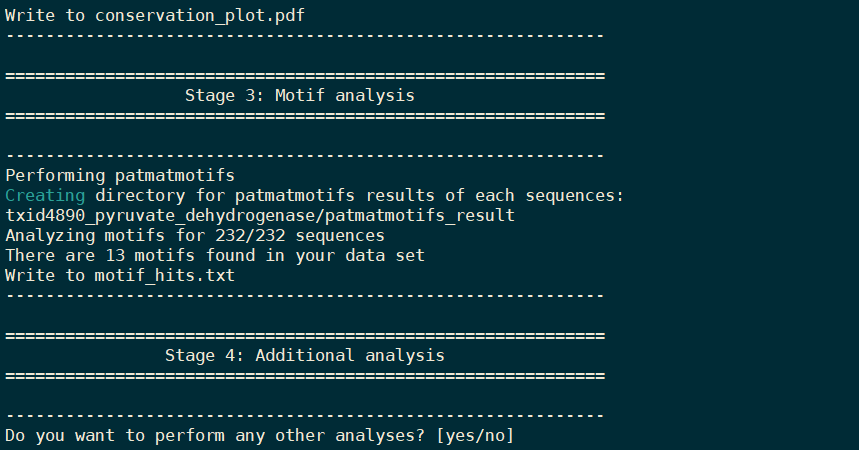 Write to conservation_plot.pdf
------------------------------------------------------------
============================================================
Stage 3: Motif analysis
============================================================
------------------------------------------------------------
Performing patmatmotifs
Creating directory for patmatmotifs results of each sequences:
txid4890_pyruvate_dehydrogenase/patmatmotifs_result
Analyzing motifs for 232/232 sequences
There are 13 motifs found in your data set
Write to motif_hits.txt
------------------------------------------------------------
============================================================
Stage 4: Additional analysis
============================================================
------------------------------------------------------------
Do you want to perform any other analyses? [yes/no]